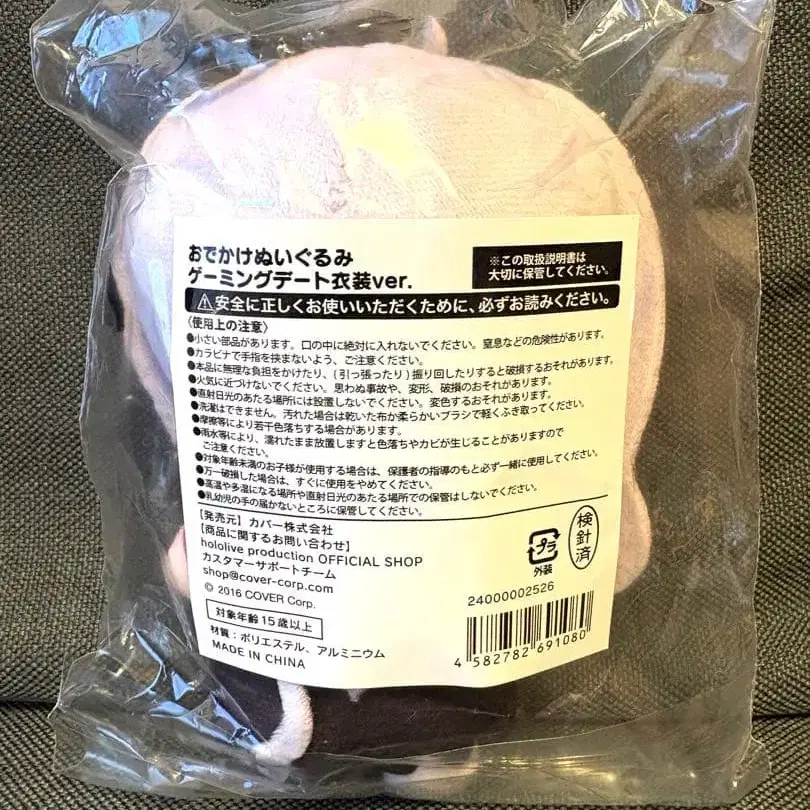 おでかけぬいぐるみ
ゲーミングデート衣装ver.
※この取扱説明書は
大切に保管してください。
⚠安全に正しくお使いいただくために、必ずお読みください。
〈使用上の注意〉
●小さい部品があります。口の中に絶対に入れないでください。窒息などの危険性があります。
●カラビナで手指を挟まないよう、ご注意ください。
●本品に無理な負担をかけたり、(引っ張ったり)振り回したりすると破損するおそれがあります。
●火気に近づけないでください。思わぬ事故や、変形、破損のおそれがあります。
●直射日光のあたる場所には設置しないでください。変色するおそれがあります。
●洗濯はできません。汚れた場合は乾いた布か柔らかいブラシで軽くふき取ってください。
●摩擦等により若干色落ちする場合があります。
●雨水等により、濡れたまま放置しますと色落ちやカビが生じることがありますので
ご注意ください。
●対象年齢未満のお子様が使用する場合は、保護者の指導のもと必ず一緒に使用してください。
●万一破損した場合は、すぐに使用をやめてください。
●高温や多湿になる場所や直射日光のあたる場所での保管はしないでください。
●乳幼児の手の届かないところに保管してください。
【発売元】カバー株式会社
【商品に関するお問い合わせ】
hololive production OFFICIAL SHOP
カスタマーサポートチーム
shop@cover-corp.com
© 2016 COVER Corp.
対象年齢15歳以上
材質:ポリエステル、アルミニウム
MADE IN CHINA
プラ
外装
検針済
24000002526
4 582782 691080